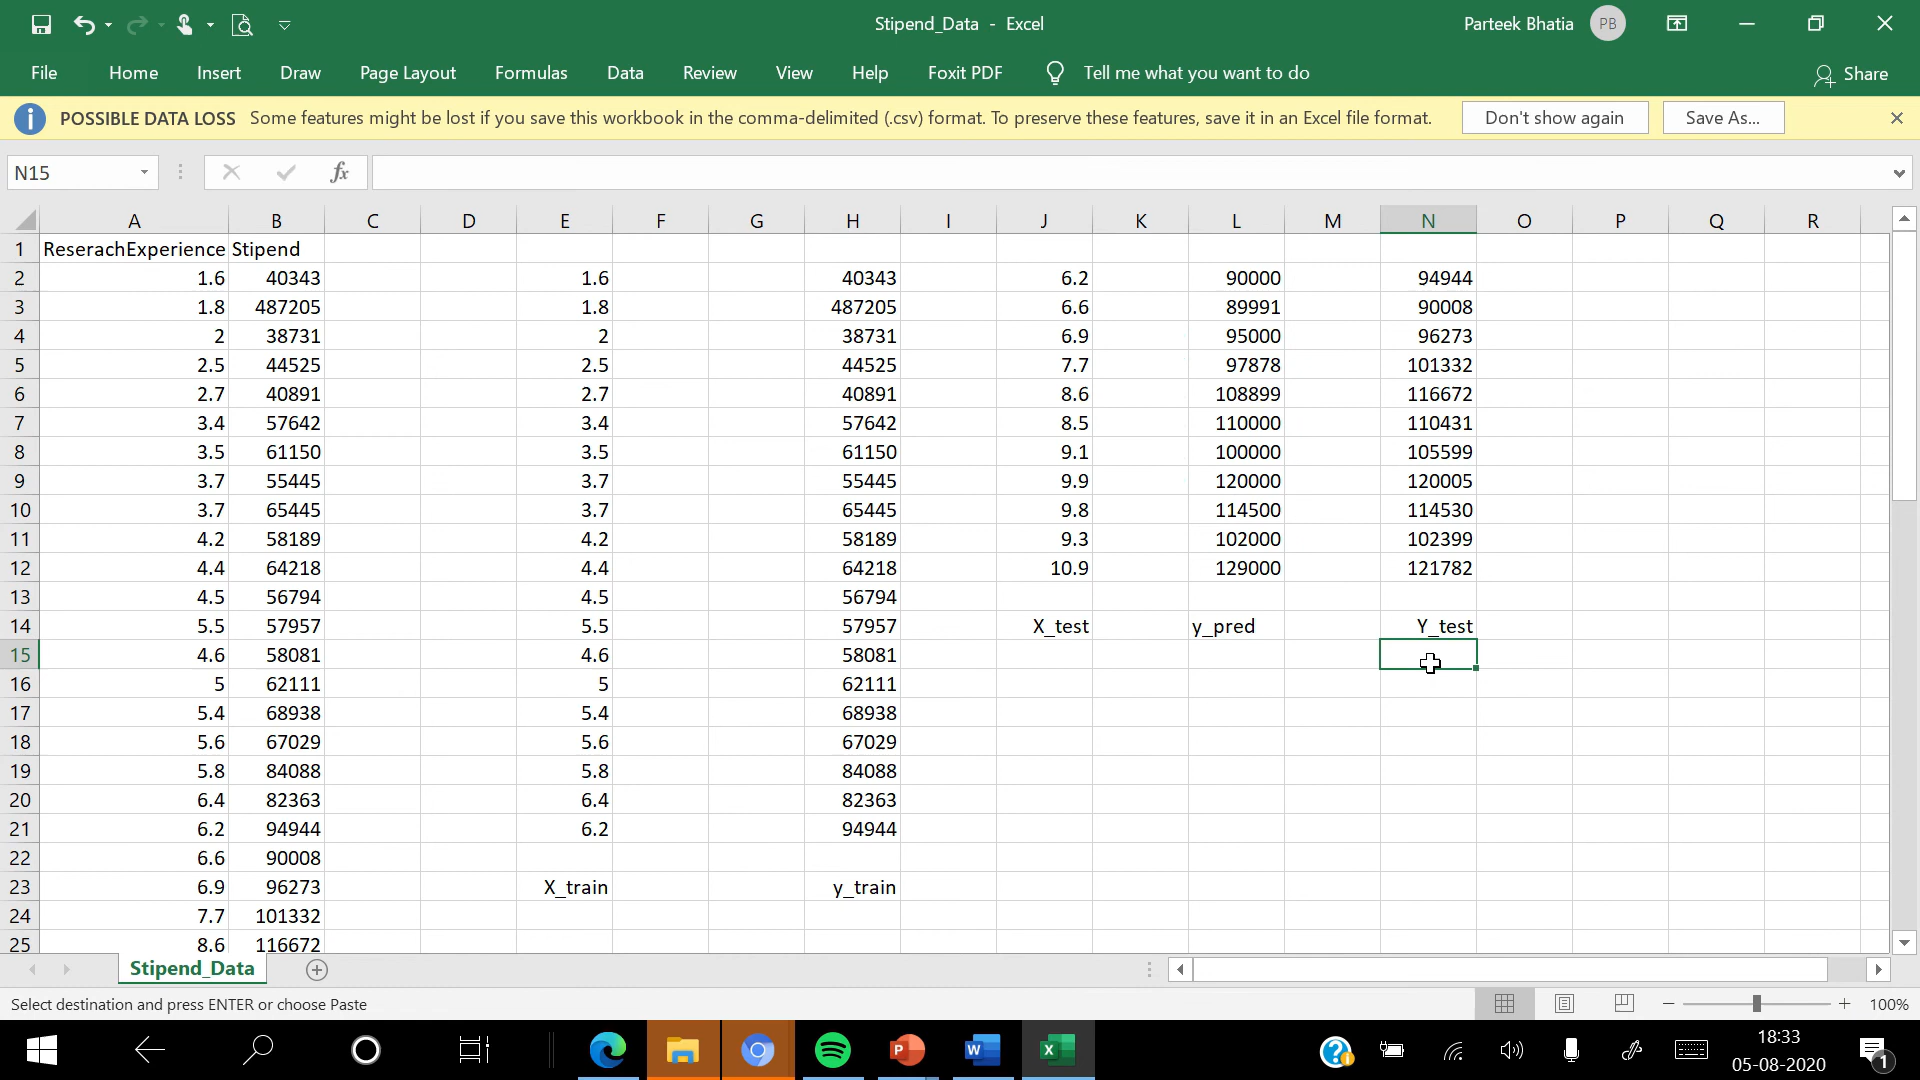 Stipend_Data - Excel
Parteek Bhatia PB
File Home Insert Draw Page Layout Formulas Data Review View Help Foxit PDF Tell me what you want to do Share
POSSIBLE DATA LOSS Some features might be lost if you save this workbook in the comma-delimited (.csv) format. To preserve these features, save it in an Excel file format. Don't show again Save As...
N15 fx
A B C D E F G H I J K L M N O P Q R
1 ReserachExperience Stipend
2 1.6 40343 1.6 40343 6.2 90000 94944
3 1.8 487205 1.8 487205 6.6 89991 90008
4 2 38731 2 38731 6.9 95000 96273
5 2.5 44525 2.5 44525 7.7 97878 101332
6 2.7 40891 2.7 40891 8.6 108899 116672
7 3.4 57642 3.4 57642 8.5 110000 110431
8 3.5 61150 3.5 61150 9.1 100000 105599
9 3.7 55445 3.7 55445 9.9 120000 120005
10 3.7 65445 3.7 65445 9.8 114500 114530
11 4.2 58189 4.2 58189 9.3 102000 102399
12 4.4 64218 4.4 64218 10.9 129000 121782
13 4.5 56794 4.5 56794
14 5.5 57957 5.5 57957 X_test y_pred Y_test
15 4.6 58081 4.6 58081
16 5 62111 5 62111
17 5.4 68938 5.4 68938
18 5.6 67029 5.6 67029
19 5.8 84088 5.8 84088
20 6.4 82363 6.4 82363
21 6.2 94944 6.2 94944
22 6.6 90008
23 6.9 96273 X_train y_train
24 7.7 101332
25 8.6 116672
Stipend_Data
Select destination and press ENTER or choose Paste 100%
P W X 18:33
05-08-2020 1